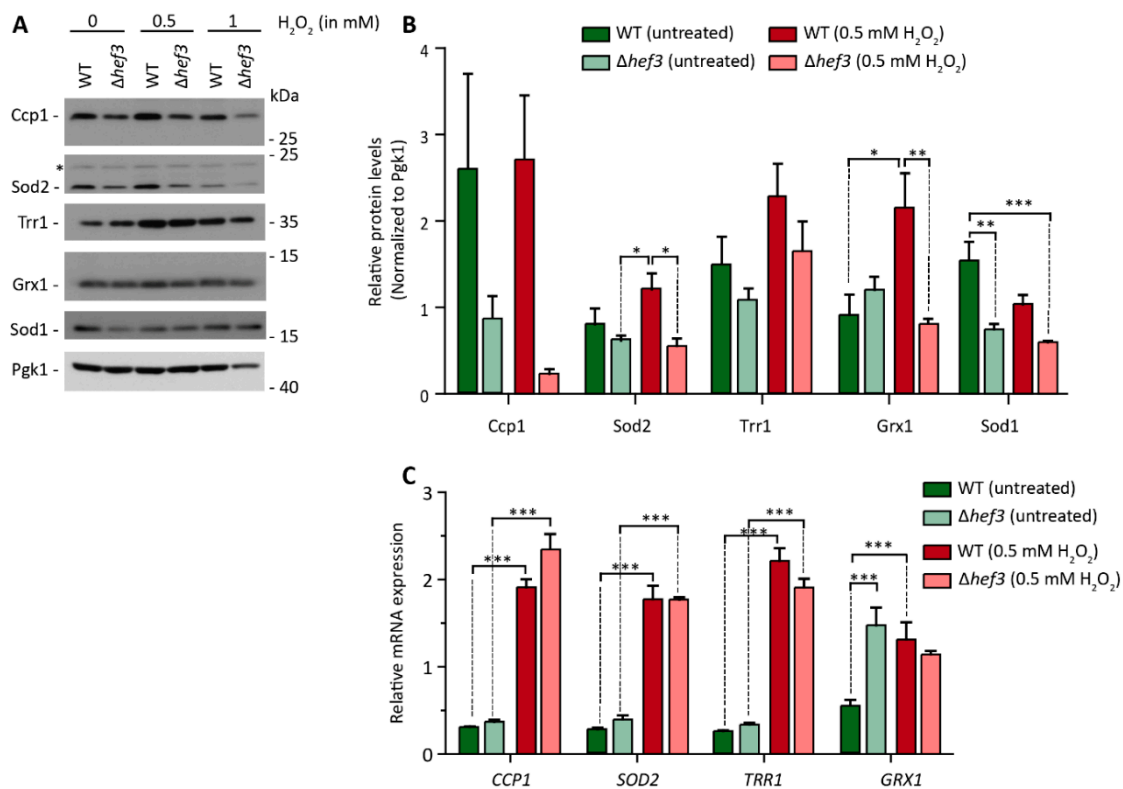 A
0 0.5 1 H₂O₂ (in mM)
WT Δhef3 WT Δhef3 WT Δhef3
kDa
Ccp1 -
- 25
- 25
*
Sod2 -
Trr1 -
- 35
- 15
Grx1 -
Sod1 -
- 15
Pgk1 -
- 40
B
WT (untreated) WT (0.5 mM H₂O₂)
Δhef3 (untreated) Δhef3 (0.5 mM H₂O₂)
Relative protein levels
(Normalized to Pgk1)
4
3
2
1
0
* *
* **
** ***
Ccp1 Sod2 Trr1 Grx1 Sod1
C
WT (untreated)
Δhef3 (untreated)
WT (0.5 mM H₂O₂)
Δhef3 (0.5 mM H₂O₂)
Relative mRNA expression
3
2
1
0
*** ***
*** ***
*** ***
*** ***
CCP1 SOD2 TRR1 GRX1